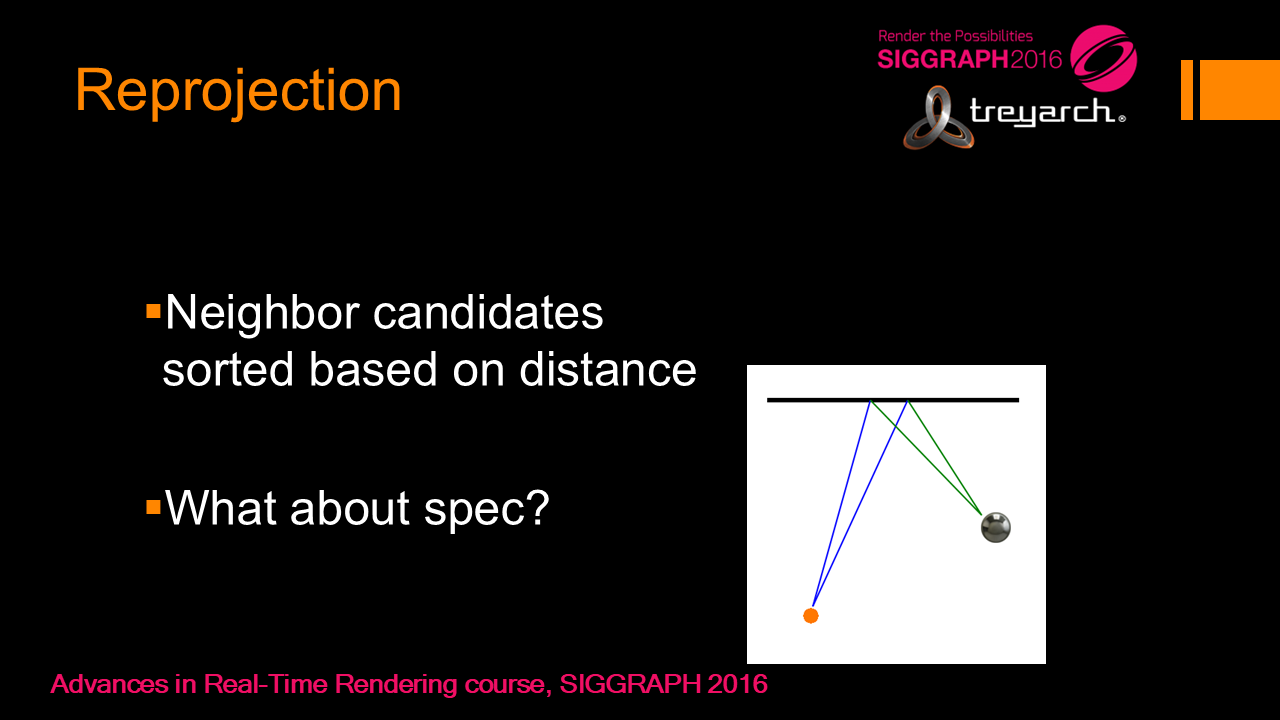 Reprojection
Render the Possibilities
SIGGRAPH2016
treyarch®
Neighbor candidates
sorted based on distance
What about spec?
Advances in Real-Time Rendering course, SIGGRAPH 2016